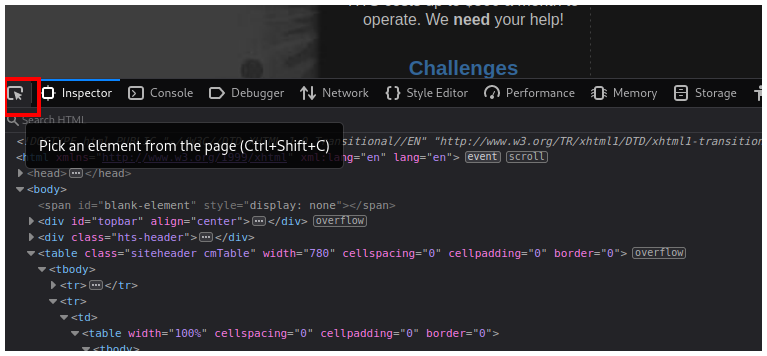 operate. We need your help!
Challenges
Inspector Console Debugger Network Style Editor Performance Memory Storage
Search HTML
Pick an element from the page (Ctrl+Shift+C)
transitional//EN" "http://www.w3.org/TR/xhtml1/DTD/xhtml1-transition
<html xmlns="http://www.w3.org/1999/xhtml" xml:lang="en" lang="en"> event scroll
<head> ... </head>
<body>
<span id="blank-element" style="display: none"></span>
<div id="topbar" align="center"> ... </div> overflow
<div class="hts-header"> ... </div>
<table class="siteheader cmTable" width="780" cellspacing="0" cellpadding="0" border="0"> overflow
<tbody>
<tr> ... </tr>
<tr>
<td>
<table width="100%" cellspacing="0" cellpadding="0" border="0">
<tbody>